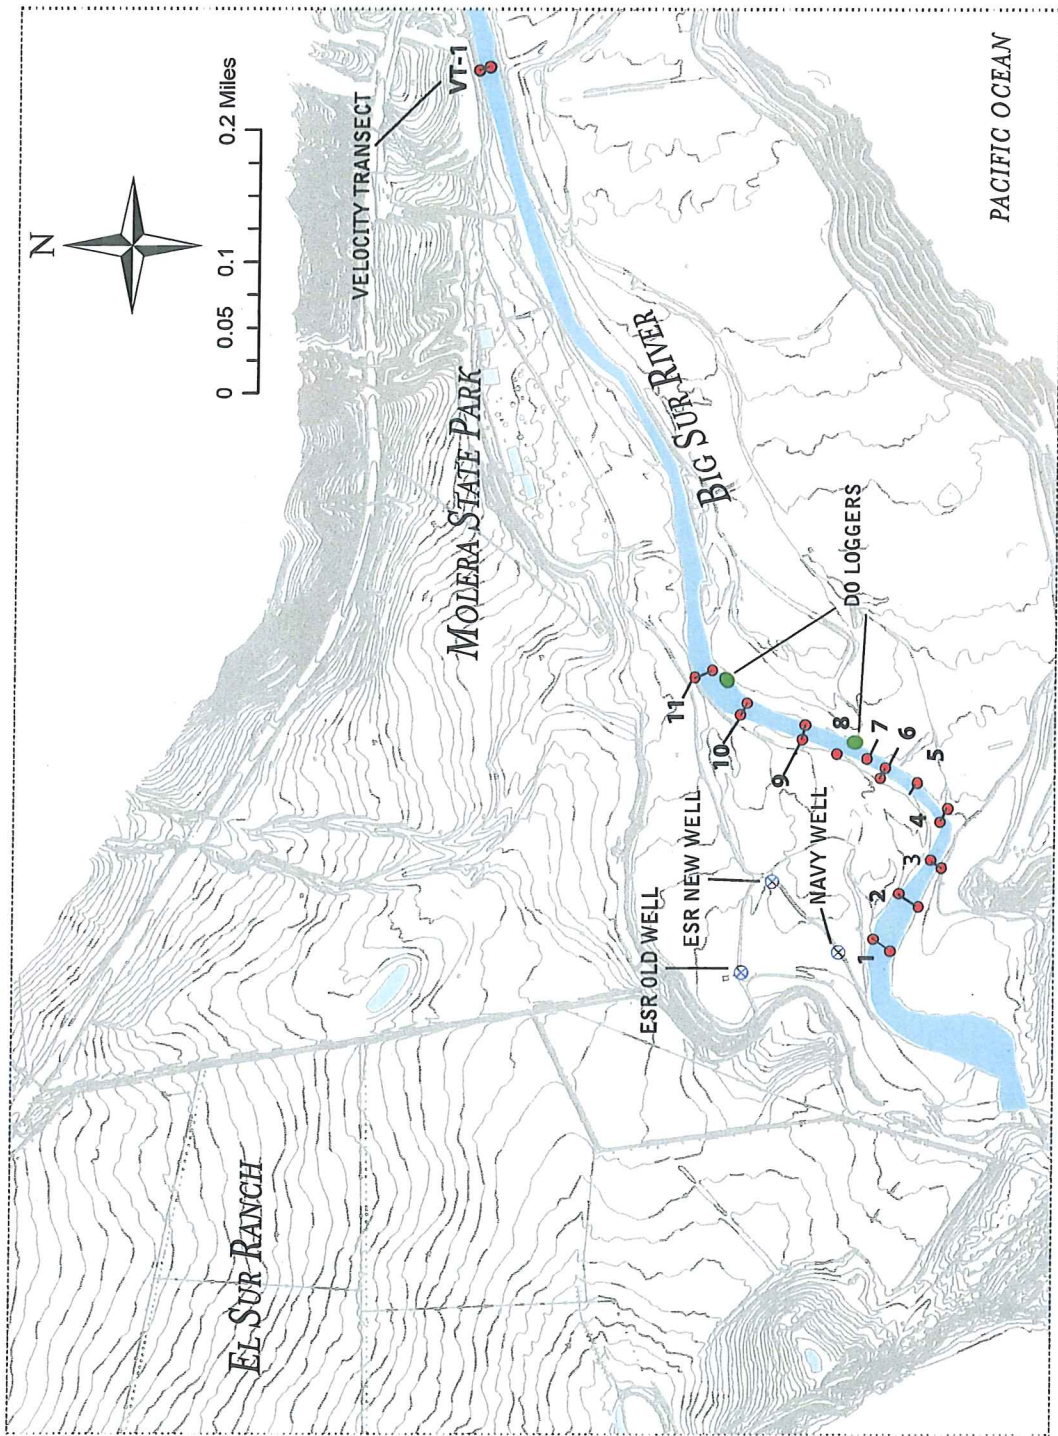 N
0 0.05 0.1 0.2 Miles
VELOCITY TRANSECT
VT-1
MOLERA STATE PARK
EL SUR RANCH
BIG SUR RIVER
PACIFIC OCEAN
DO LOGGERS
ESR OLD WELL
ESR NEW WELL
NAVY WELL
1
2
3
4
5
6
7
8
9
10
11